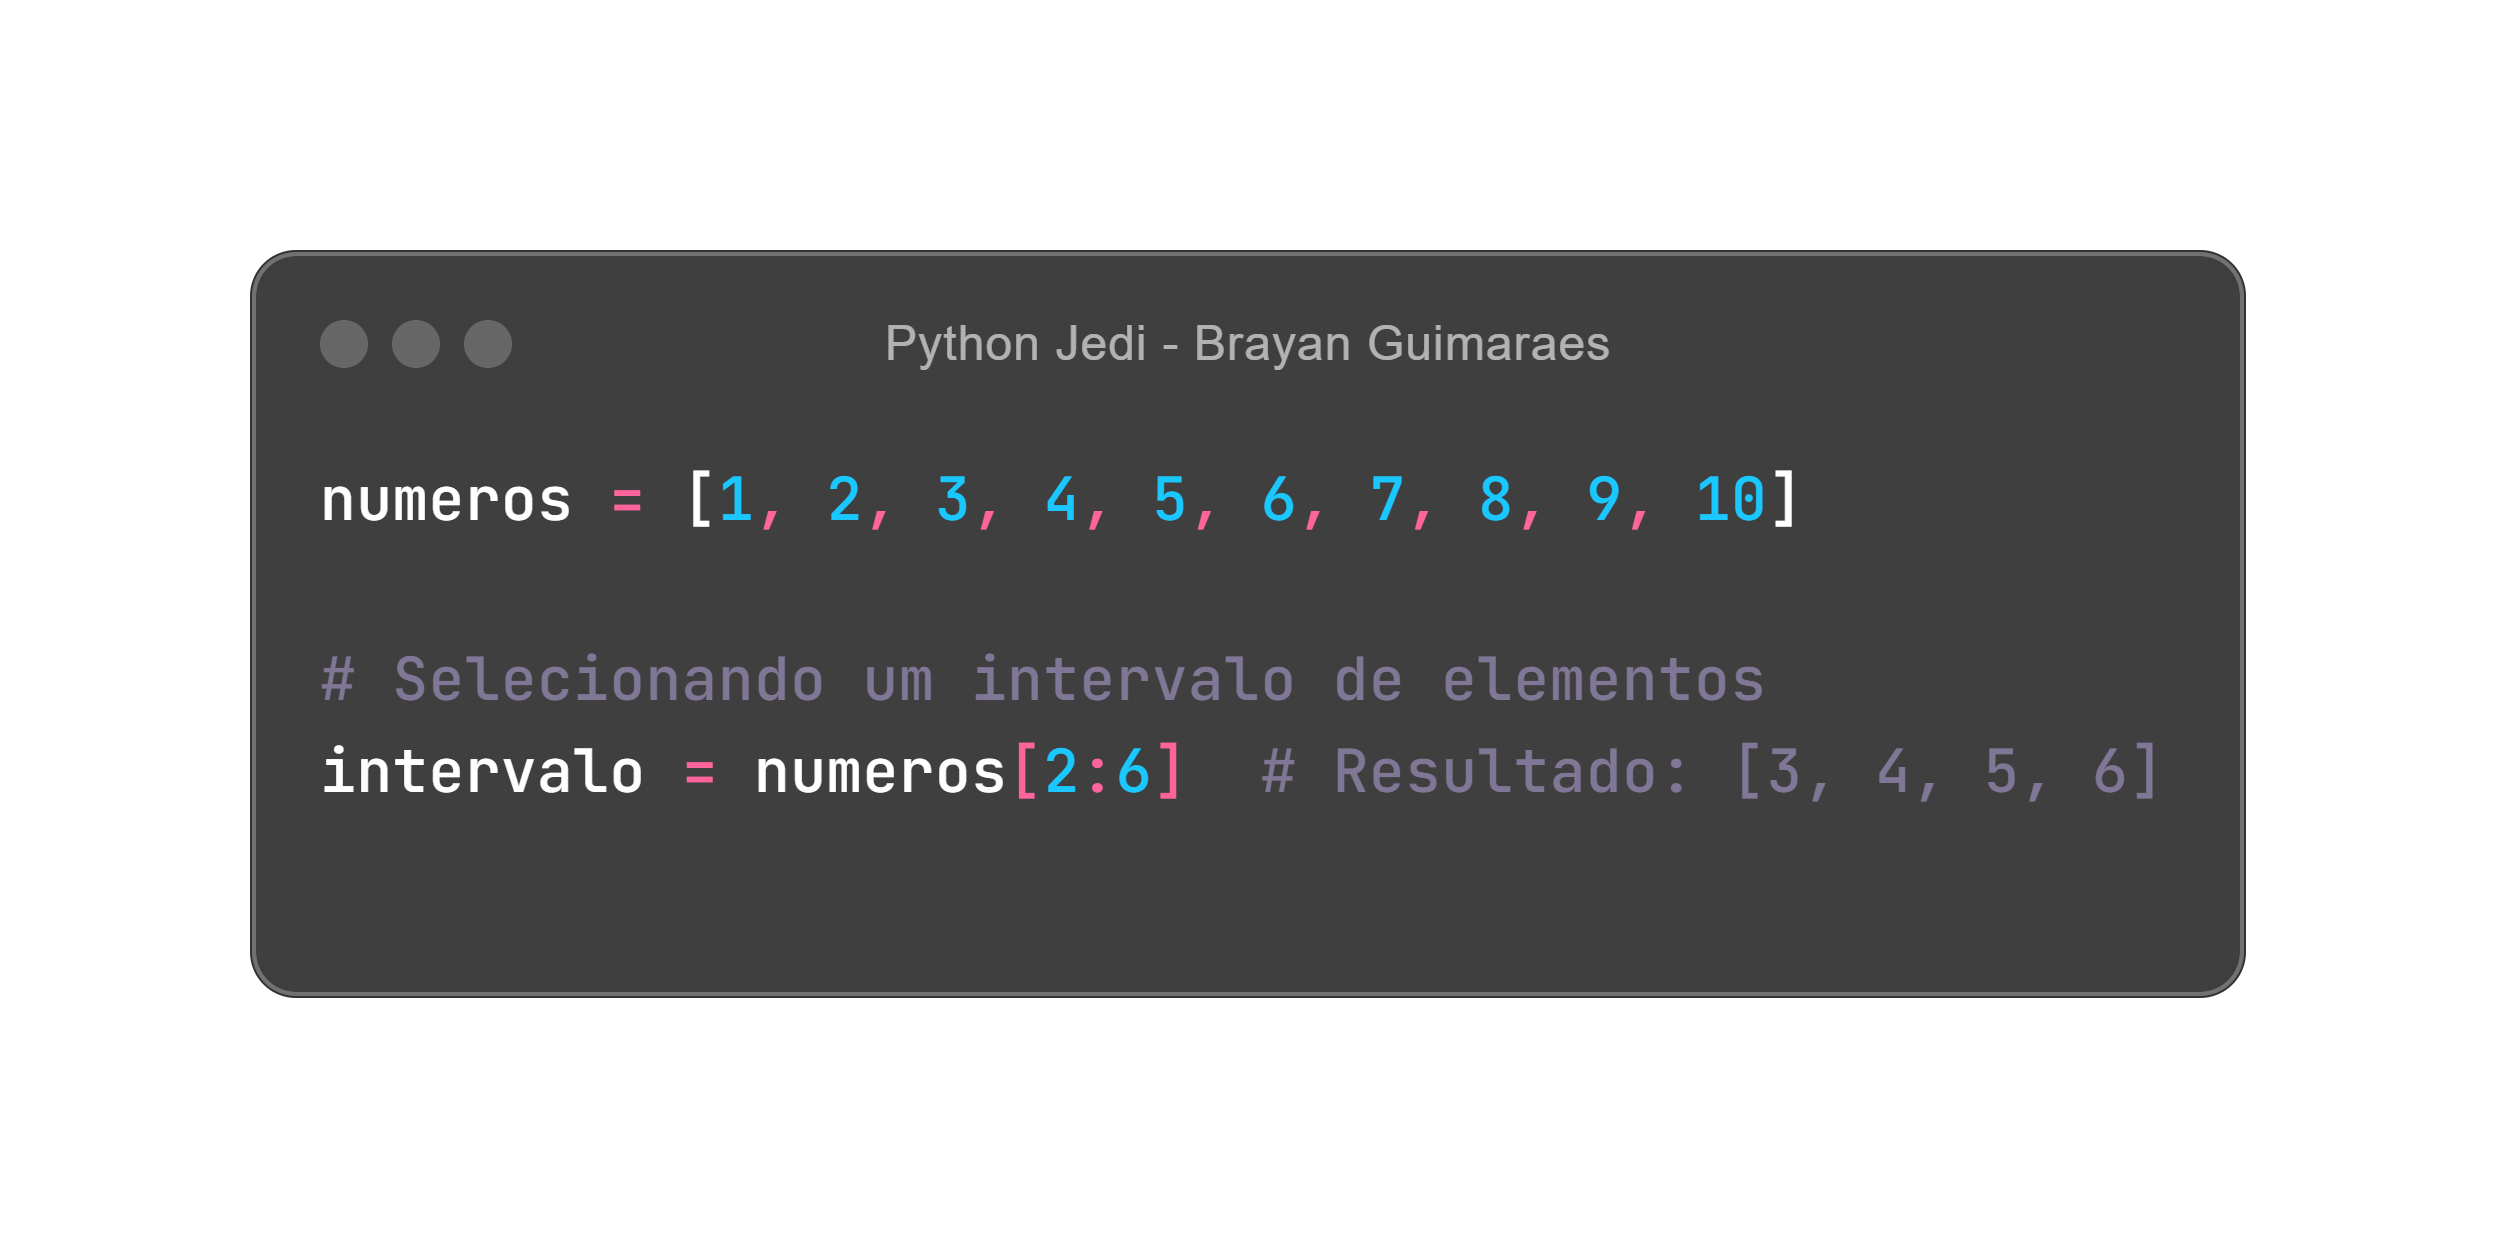 Python Jedi - Brayan Guimaraes
numeros = [1, 2, 3, 4, 5, 6, 7, 8, 9, 10]
# Selecionando um intervalo de elementos
intervalo = numeros[2:6]  # Resultado: [3, 4, 5, 6]